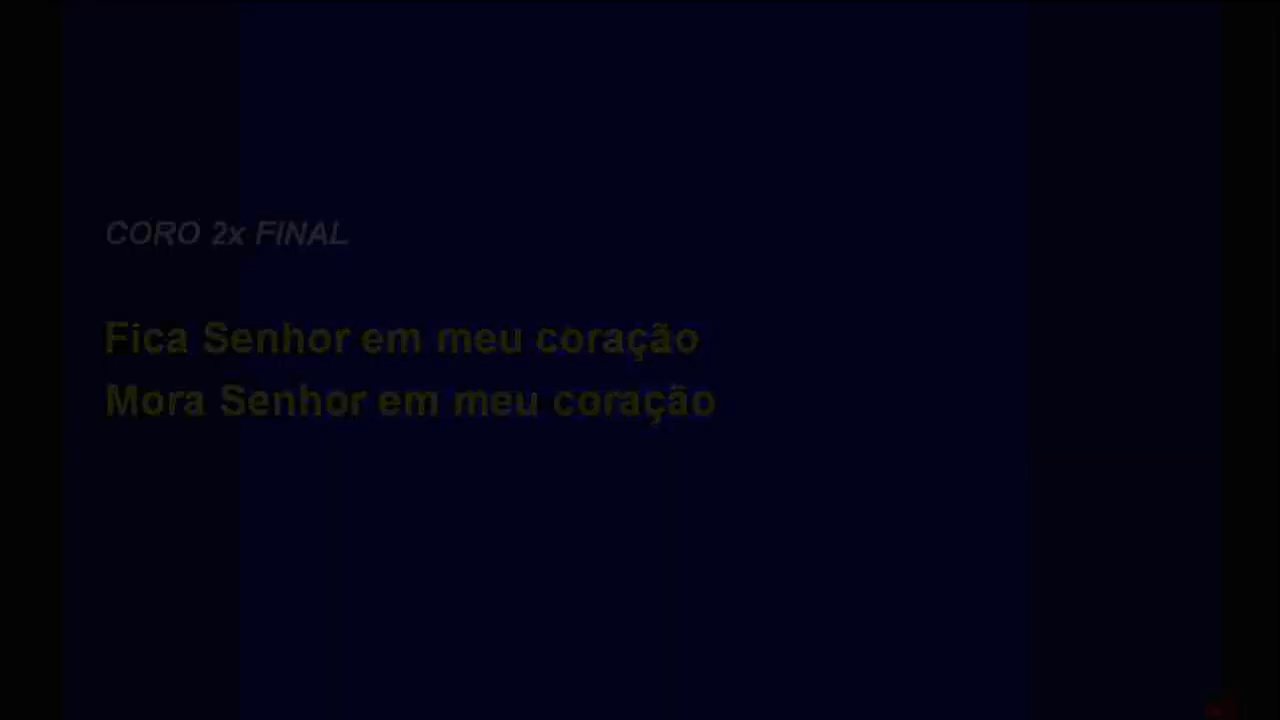 CORO 2x FINAL
Fica Senhor em meu coração
Mora Senhor em meu coração